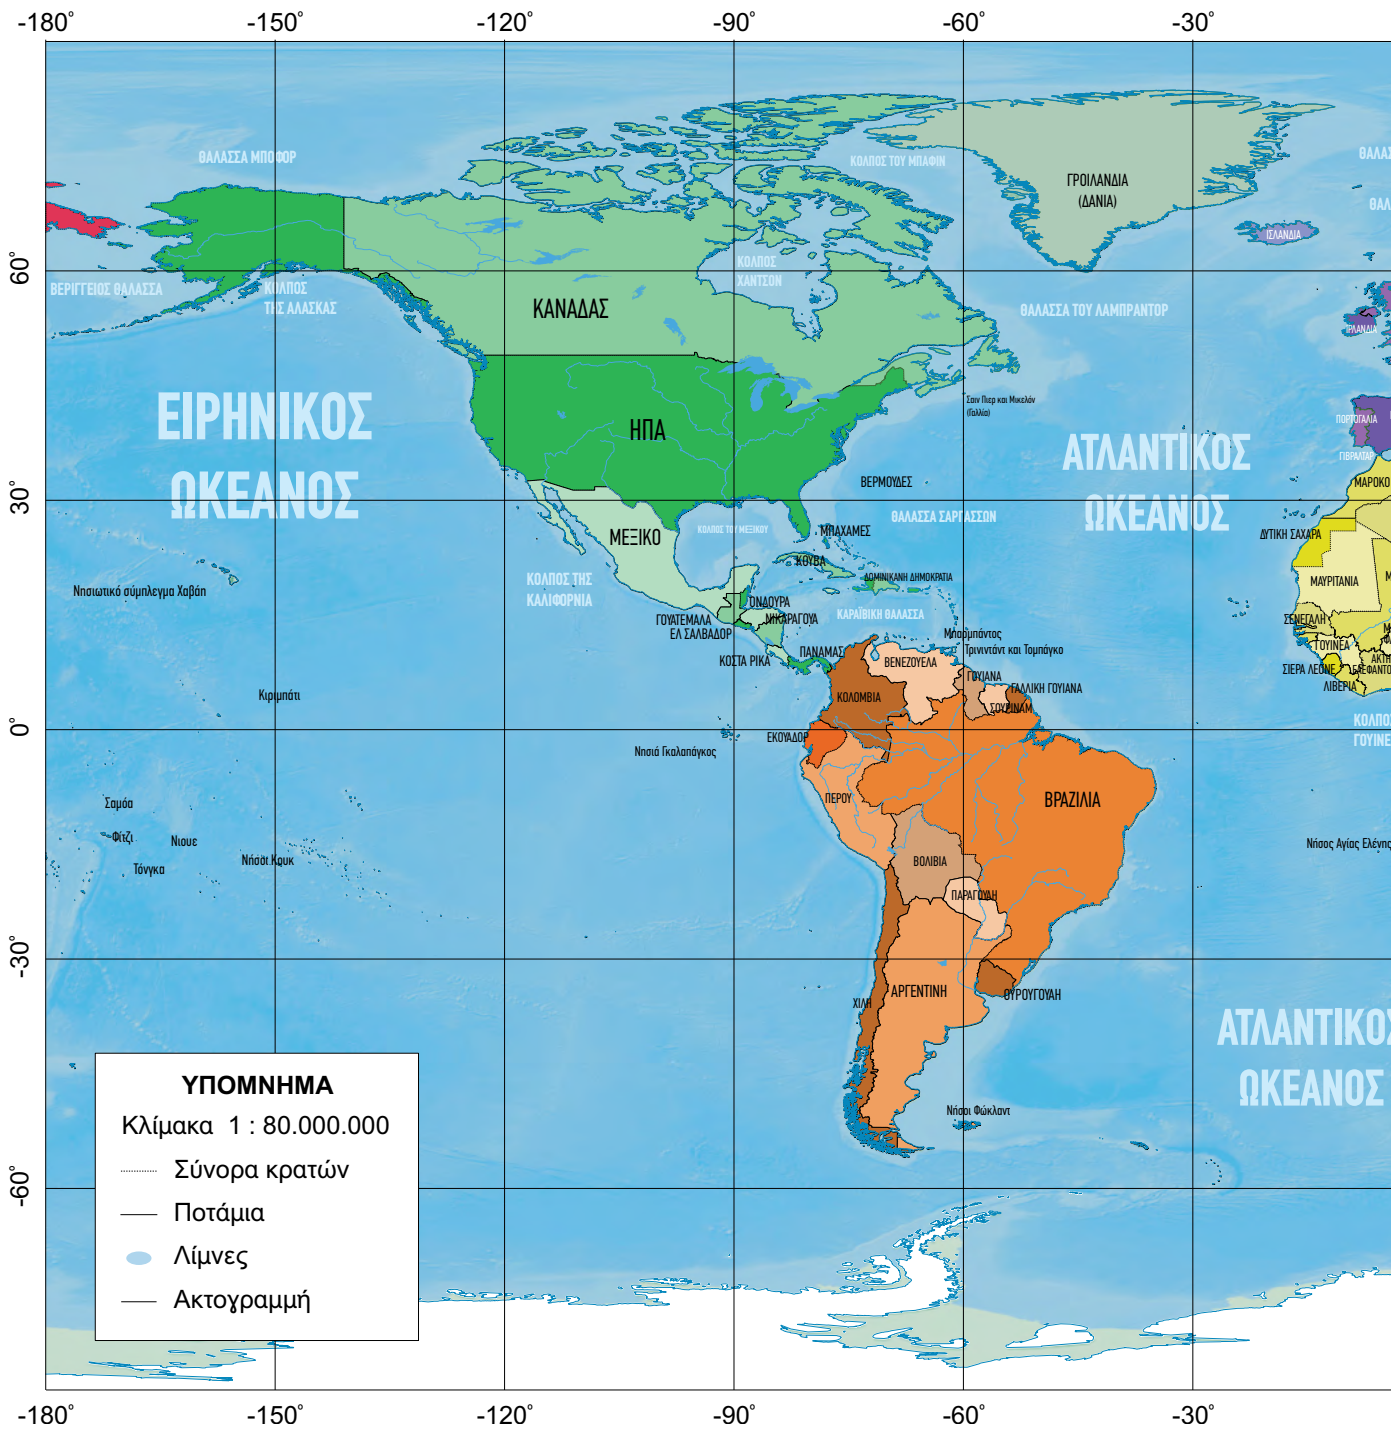 -180° -150° -120° -90° -60° -30°
ΘΑΛΑΣΣΑ ΜΠΟΦΟΡ
ΚΟΛΠΟΣ ΤΟΥ ΜΠΑΦΙΝ
ΓΡΟΙΛΑΝΔΙΑ
(ΔΑΝΙΑ)
ΙΣΛΑΝΔΙΑ
60°
ΒΕΡΙΓΓΕΙΟΣ ΘΑΛΑΣΣΑ
ΚΟΛΠΟΣ
ΤΗΣ ΑΛΑΣΚΑΣ
ΚΟΛΠΟΣ
ΧΑΝΤΣΟΝ
ΚΑΝΑΔΑΣ
ΘΑΛΑΣΣΑ ΤΟΥ ΛΑΜΠΡΑΝΤΟΡ
ΙΡΛΑΝΔΙΑ
ΕΙΡΗΝΙΚΟΣ
ΩΚΕΑΝΟΣ
ΗΠΑ
Σαιν Πιερ και Μικελόν
(Γαλλία)
ΑΤΛΑΝΤΙΚΟΣ
ΩΚΕΑΝΟΣ
ΠΟΡΤΟΓΑΛΙΑ
ΓΙΒΡΑΛΤΑΡ
ΜΑΡΟΚΟ
30°
ΒΕΡΜΟΥΔΕΣ
ΘΑΛΑΣΣΑ ΣΑΡΓΑΣΣΩΝ
ΚΟΛΠΟΣ ΤΟΥ ΜΕΞΙΚΟΥ
ΜΠΑΧΑΜΕΣ
ΜΕΞΙΚΟ
ΔΥΤΙΚΗ ΣΑΧΑΡΑ
ΚΟΥΒΑ
ΔΟΜΙΝΙΚΑΝΗ ΔΗΜΟΚΡΑΤΙΑ
ΜΑΥΡΙΤΑΝΙΑ
Νησιωτικό σύμπλεγμα Χαβάη
ΚΟΛΠΟΣ ΤΗΣ
ΚΑΛΙΦΟΡΝΙΑ
ΟΝΔΟΥΡΑ
ΓΟΥΑΤΕΜΑΛΑ
ΝΙΚΑΡΑΓΟΥΑ
ΚΑΡΑΪΒΙΚΗ ΘΑΛΑΣΣΑ
ΕΛ ΣΑΛΒΑΔΟΡ
Μπαρμπάντος
Τρινιντάντ και Τομπάγκο
ΣΕΝΕΓΑΛΗ
ΓΟΥΙΝΕΑ
ΚΟΣΤΑ ΡΙΚΑ
ΠΑΝΑΜΑΣ
ΒΕΝΕΖΟΥΕΛΑ
ΣΙΕΡΑ ΛΕΟΝΕ
ΛΙΒΕΡΙΑ
ΓΟΥΙΑΝΑ
ΓΑΛΛΙΚΗ ΓΟΥΙΑΝΑ
Κιριμπάτι
ΚΟΛΟΜΒΙΑ
ΣΟΥΡΙΝΑΜ
0°
ΕΚΟΥΑΔΟΡ
Νησιά Γκαλαπάγκος
ΠΕΡΟΥ
ΒΡΑΖΙΛΙΑ
Σαμόα
Φίτζι
Νιουε
Τόνγκα
Νήσοι Κουκ
Νήσος Αγίας Ελένης
ΒΟΛΙΒΙΑ
ΠΑΡΑΓΟΥΔΗ
-30°
ΑΡΓΕΝΤΙΝΗ
ΧΙΛΗ
ΟΥΡΟΥΓΟΥΑΗ
ΑΤΛΑΝΤΙΚΟΣ
ΩΚΕΑΝΟΣ
Νήσοι Φώκλαντ
-60°
ΥΠΟΜΝΗΜΑ
Κλίμακα 1 : 80.000.000
Σύνορα κρατών
Ποτάμια
Λίμνες
Ακτογραμμή
-180° -150° -120° -90° -60° -30°